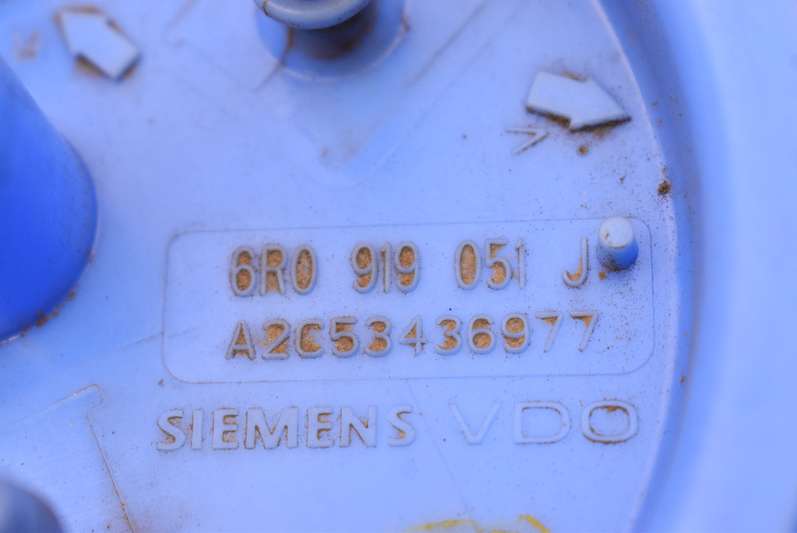 6R0 919 051 J
A2C53436977
SIEMENS VDO